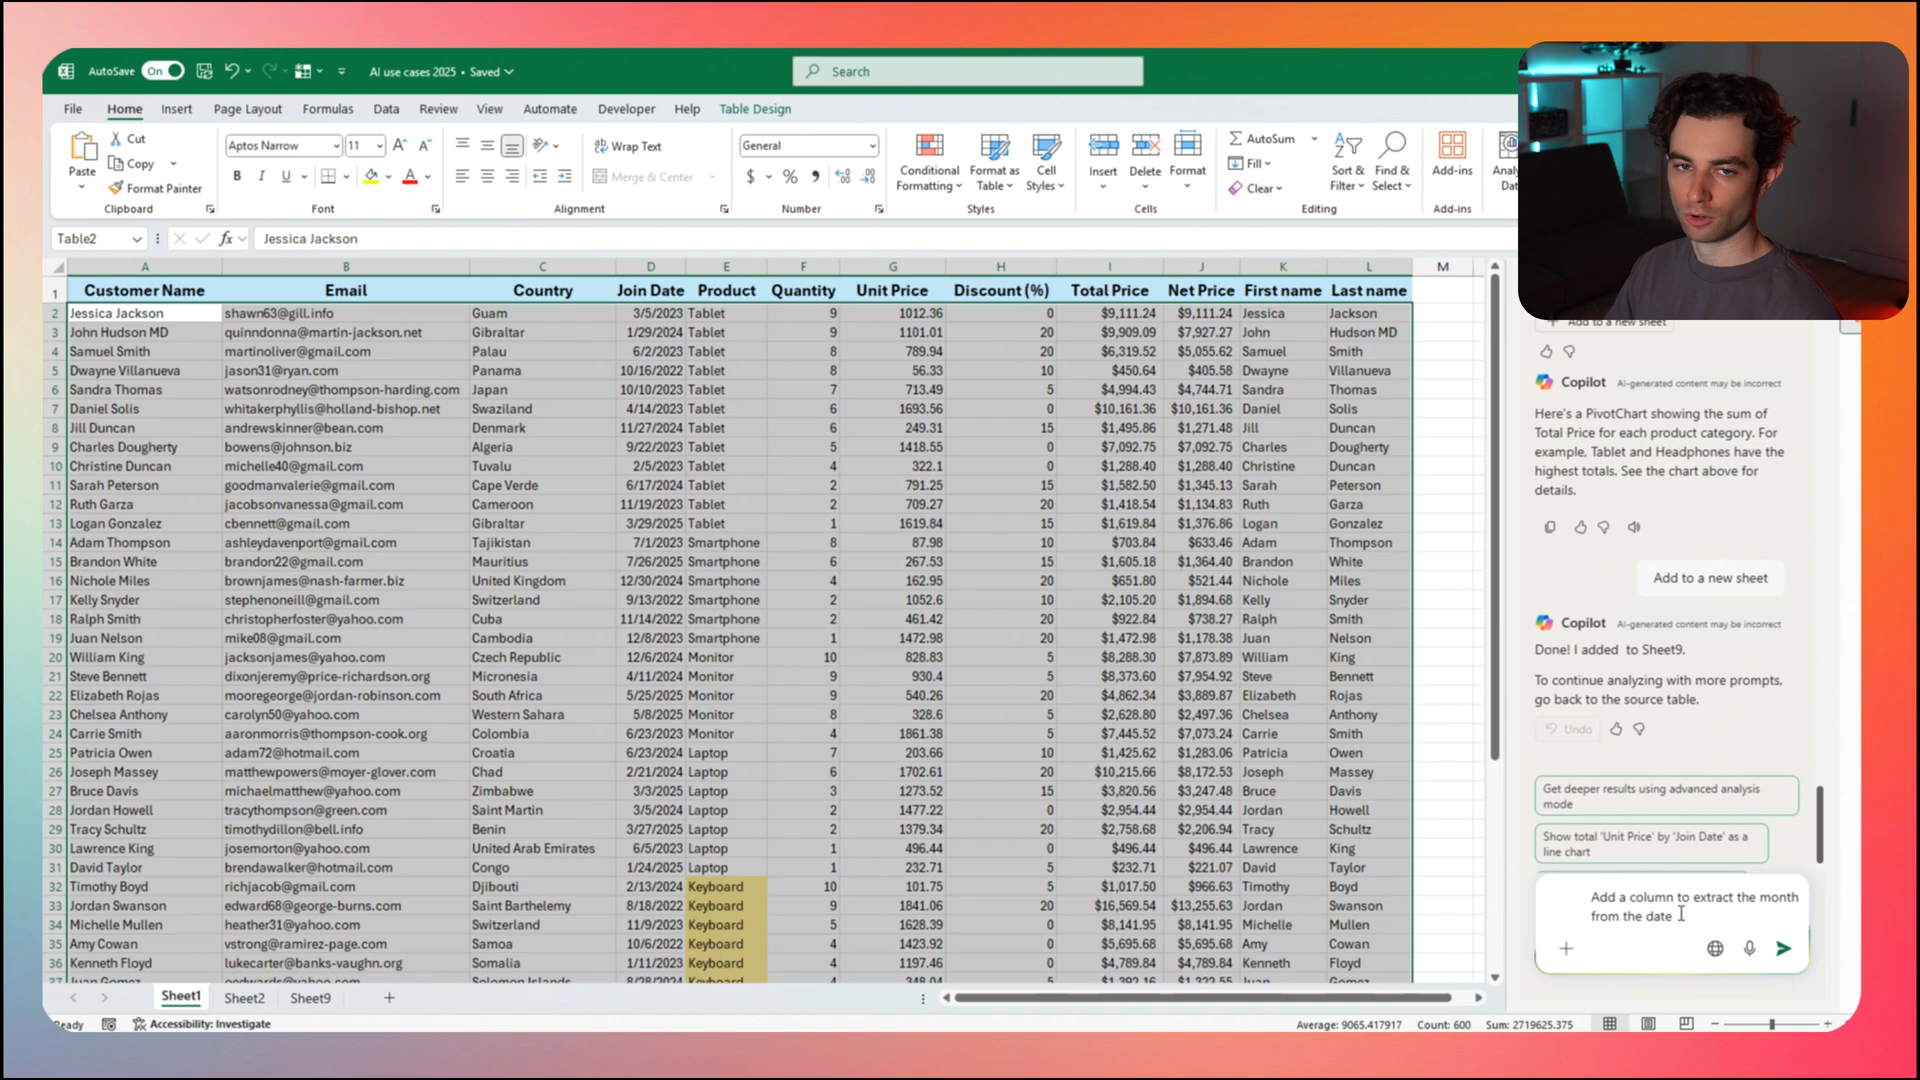 AutoSave On AI use cases 2025 • Saved Search
File Home Insert Page Layout Formulas Data Review View Automate Developer Help Table Design
Paste Cut Copy Format Painter Clipboard
Aptos Narrow 11 B I U A Font
Wrap Text Merge & Center Alignment
General $ % Number
Conditional Formatting Format as Table Cell Styles Styles
Insert Delete Format Cells
AutoSum Fill Clear Sort & Filter Find & Select Editing
Add-ins Add-ins
Table2 fx Jessica Jackson
A B C D E F G H I J K L M
1 Customer Name Email Country Join Date Product Quantity Unit Price Discount (%) Total Price Net Price First name Last name
2 Jessica Jackson shawn63@gill.info Guam 3/5/2023 Tablet 9 1012.36 0 $9,111.24 $9,111.24 Jessica Jackson
3 John Hudson MD quinndonna@martin-jackson.net Gibraltar 1/29/2024 Tablet 9 1101.01 20 $9,909.09 $7,927.27 John Hudson MD
4 Samuel Smith martinoliver@gmail.com Palau 6/2/2023 Tablet 8 789.94 20 $6,319.52 $5,055.62 Samuel Smith
5 Dwayne Villanueva jason31@ryan.com Panama 10/16/2022 Tablet 8 56.33 10 $450.64 $405.58 Dwayne Villanueva
6 Sandra Thomas watsonrodney@thompson-harding.com Japan 10/10/2023 Tablet 7 713.49 5 $4,994.43 $4,744.71 Sandra Thomas
7 Daniel Solis whitakerphyllis@holland-bishop.net Swaziland 4/14/2023 Tablet 6 1693.56 0 $10,161.36 $10,161.36 Daniel Solis
8 Jill Duncan andrewskinner@bean.com Denmark 11/27/2024 Tablet 6 249.31 15 $1,495.86 $1,271.48 Jill Duncan
9 Charles Dougherty bowens@johnson.biz Algeria 9/22/2023 Tablet 5 1418.55 0 $7,092.75 $7,092.75 Charles Dougherty
10 Christine Duncan michelle40@gmail.com Tuvalu 2/5/2023 Tablet 4 322.1 0 $1,288.40 $1,288.40 Christine Duncan
11 Sarah Peterson goodmanvalerie@gmail.com Cape Verde 6/17/2024 Tablet 2 791.25 15 $1,582.50 $1,345.13 Sarah Peterson
12 Ruth Garza jacobsonvanessa@gmail.com Cameroon 11/19/2023 Tablet 2 709.27 20 $1,418.54 $1,134.83 Ruth Garza
13 Logan Gonzalez cbennett@gmail.com Gibraltar 3/29/2025 Tablet 1 1619.84 15 $1,619.84 $1,376.86 Logan Gonzalez
14 Adam Thompson ashleydavenport@gmail.com Tajikistan 7/1/2023 Smartphone 8 87.98 10 $703.84 $633.46 Adam Thompson
15 Brandon White brandon22@gmail.com Mauritius 7/26/2025 Smartphone 6 267.53 15 $1,605.18 $1,364.40 Brandon White
16 Nichole Miles brownjames@nash-farmer.biz United Kingdom 12/30/2024 Smartphone 4 162.95 20 $651.80 $521.44 Nichole Miles
17 Kelly Snyder stephenoneill@gmail.com Switzerland 9/13/2022 Smartphone 2 1052.6 10 $2,105.20 $1,894.68 Kelly Snyder
18 Ralph Smith christopherfoster@yahoo.com Cuba 11/14/2022 Smartphone 2 461.42 20 $922.84 $738.27 Ralph Smith
19 Juan Nelson mike08@gmail.com Cambodia 12/8/2023 Smartphone 1 1472.98 20 $1,472.98 $1,178.38 Juan Nelson
20 William King jacksonjames@yahoo.com Czech Republic 12/6/2024 Monitor 10 828.83 5 $8,288.30 $7,873.89 William King
21 Steve Bennett dixonjeremy@price-richardson.org Micronesia 4/11/2024 Monitor 9 930.4 5 $8,373.60 $7,954.92 Steve Bennett
22 Elizabeth Rojas mooregeorge@jordan-robinson.com South Africa 5/25/2025 Monitor 9 540.26 20 $4,862.34 $3,889.87 Elizabeth Rojas
23 Chelsea Anthony carolyn50@yahoo.com Western Sahara 5/8/2025 Monitor 8 328.6 5 $2,628.80 $2,497.36 Chelsea Anthony
24 Carrie Smith aaronmorris@thompson-cook.org Colombia 6/23/2023 Monitor 4 1861.38 5 $7,445.52 $7,073.24 Carrie Smith
25 Patricia Owen adam72@hotmail.com Croatia 6/23/2024 Laptop 7 203.66 10 $1,425.62 $1,283.06 Patricia Owen
26 Joseph Massey matthewpowers@moyer-glover.com Chad 2/21/2024 Laptop 6 1702.61 20 $10,215.66 $8,172.53 Joseph Massey
27 Bruce Davis michaelmatthew@yahoo.com Zimbabwe 3/3/2025 Laptop 3 1273.52 15 $3,820.56 $3,247.48 Bruce Davis
28 Jordan Howell tracythompson@green.com Saint Martin 3/5/2024 Laptop 2 1477.22 0 $2,954.44 $2,954.44 Jordan Howell
29 Tracy Schultz timothydillon@bell.info Benin 3/27/2025 Laptop 2 1379.34 20 $2,758.68 $2,206.94 Tracy Schultz
30 Lawrence King josemorton@yahoo.com United Arab Emirates 6/5/2023 Laptop 1 496.44 0 $496.44 $496.44 Lawrence King
31 David Taylor brendawalker@hotmail.com Congo 1/24/2025 Laptop 1 232.71 5 $232.71 $221.07 David Taylor
32 Timothy Boyd richjacob@gmail.com Djibouti 2/13/2024 Keyboard 10 101.75 5 $1,017.50 $966.63 Timothy Boyd
33 Jordan Swanson edward68@george-burns.com Saint Barthelemy 8/18/2022 Keyboard 9 1841.06 20 $16,569.54 $13,255.63 Jordan Swanson
34 Michelle Mullen heather31@yahoo.com Switzerland 11/9/2023 Keyboard 5 1628.39 0 $8,141.95 $8,141.95 Michelle Mullen
35 Amy Cowan vstrong@ramirez-page.com Samoa 10/6/2022 Keyboard 4 1423.92 0 $5,695.68 $5,695.68 Amy Cowan
36 Kenneth Floyd lukecarter@banks-vaughn.org Somalia 1/11/2023 Keyboard 4 1197.46 0 $4,789.84 $4,789.84 Kenneth Floyd
Sheet1 Sheet2 Sheet9
Accessibility: Investigate Average: 9065.417917 Count: 600 Sum: 2719625.375
Add to a new sheet
Copilot AI-generated content may be incorrect
Here's a PivotChart showing the sum of
Total Price for each product category. For
example, Tablet and Headphones have the
highest totals. See the chart above for
details.
Add to a new sheet
Copilot AI-generated content may be incorrect
Done! I added to Sheet9.
To continue analyzing with more prompts,
go back to the source table.
Undo
Get deeper results using advanced analysis
mode
Show total 'Unit Price' by 'Join Date' as a
line chart
Add a column to extract the month
from the date